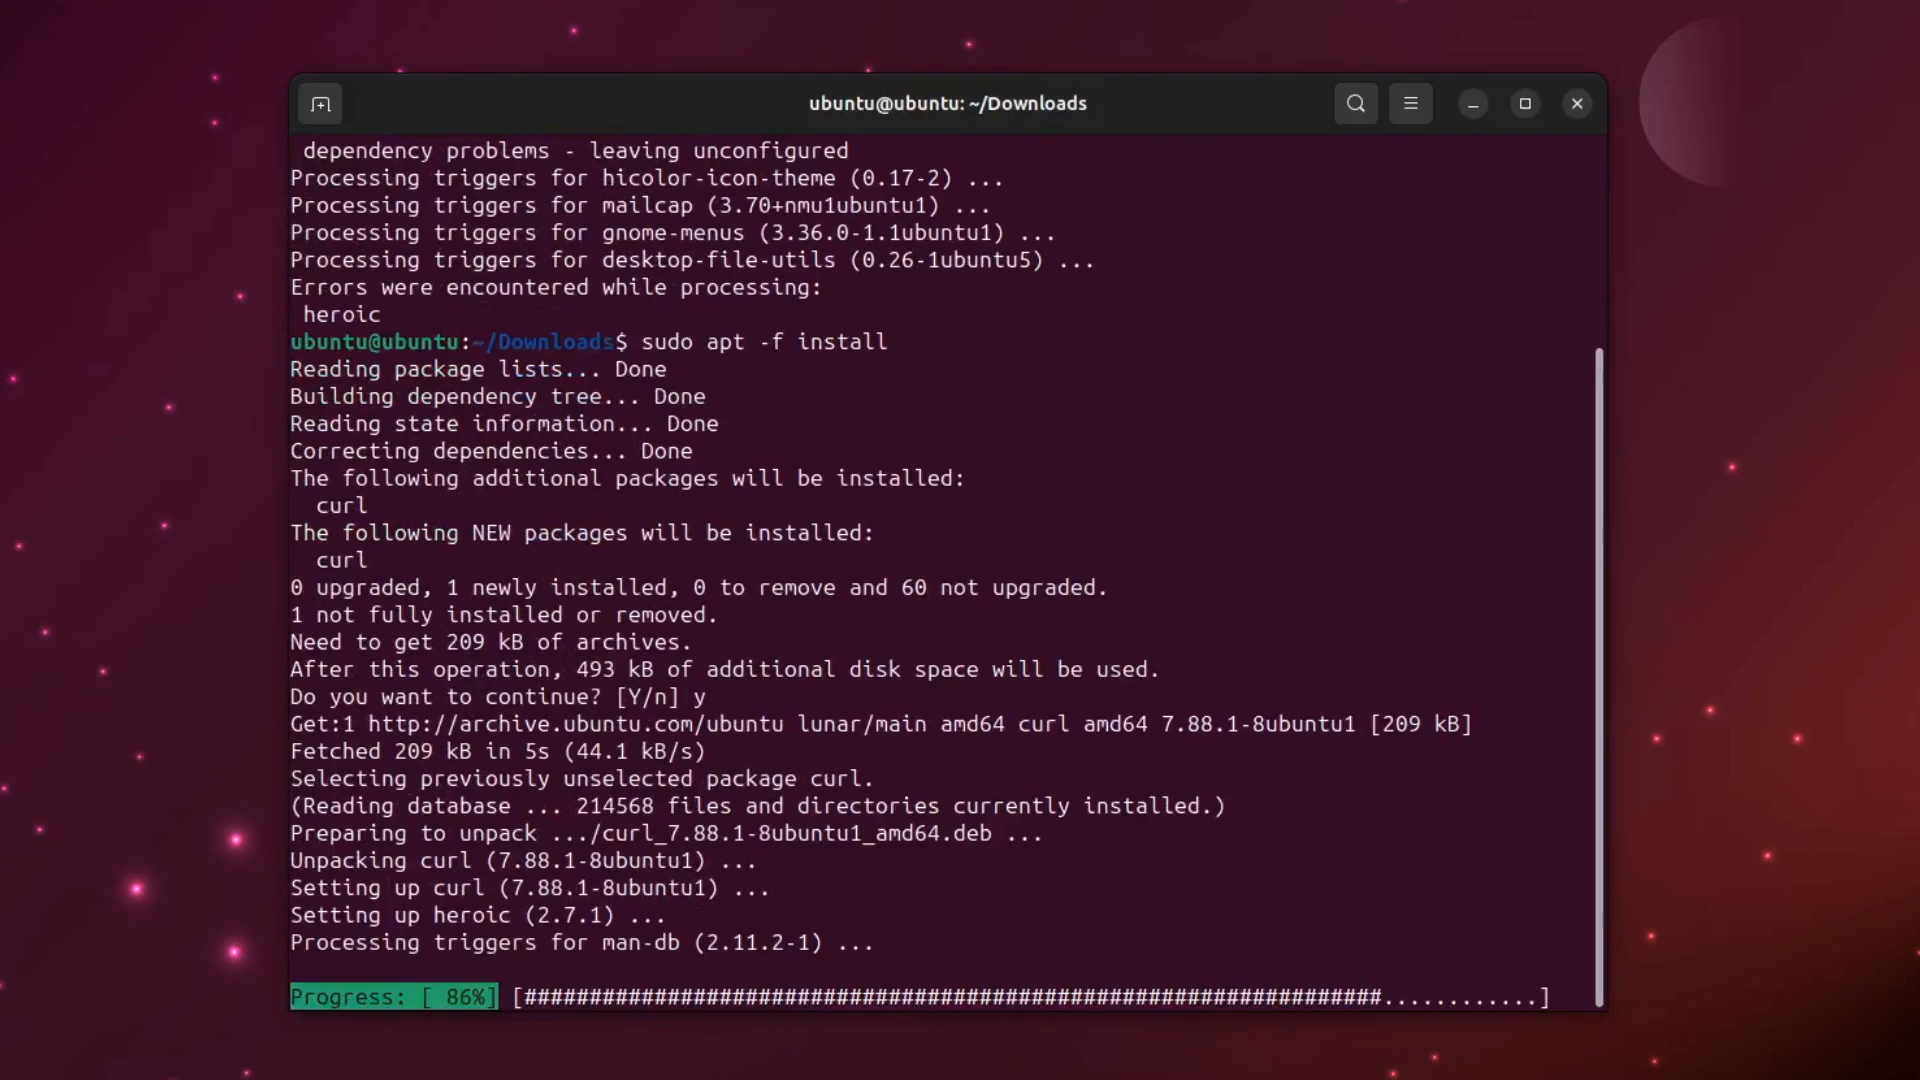 ubuntu@ubuntu: ~/Downloads
 dependency problems - leaving unconfigured
Processing triggers for hicolor-icon-theme (0.17-2) ...
Processing triggers for mailcap (3.70+nmu1ubuntu1) ...
Processing triggers for gnome-menus (3.36.0-1.1ubuntu1) ...
Processing triggers for desktop-file-utils (0.26-1ubuntu5) ...
Errors were encountered while processing:
 heroic
ubuntu@ubuntu:~/Downloads$ sudo apt -f install
Reading package lists... Done
Building dependency tree... Done
Reading state information... Done
Correcting dependencies... Done
The following additional packages will be installed:
  curl
The following NEW packages will be installed:
  curl
0 upgraded, 1 newly installed, 0 to remove and 60 not upgraded.
1 not fully installed or removed.
Need to get 209 kB of archives.
After this operation, 493 kB of additional disk space will be used.
Do you want to continue? [Y/n] y
Get:1 http://archive.ubuntu.com/ubuntu lunar/main amd64 curl amd64 7.88.1-8ubuntu1 [209 kB]
Fetched 209 kB in 5s (44.1 kB/s)
Selecting previously unselected package curl.
(Reading database ... 214568 files and directories currently installed.)
Preparing to unpack .../curl_7.88.1-8ubuntu1_amd64.deb ...
Unpacking curl (7.88.1-8ubuntu1) ...
Setting up curl (7.88.1-8ubuntu1) ...
Setting up heroic (2.7.1) ...
Processing triggers for man-db (2.11.2-1) ...
Progress: [ 86%] [##################################################################............]